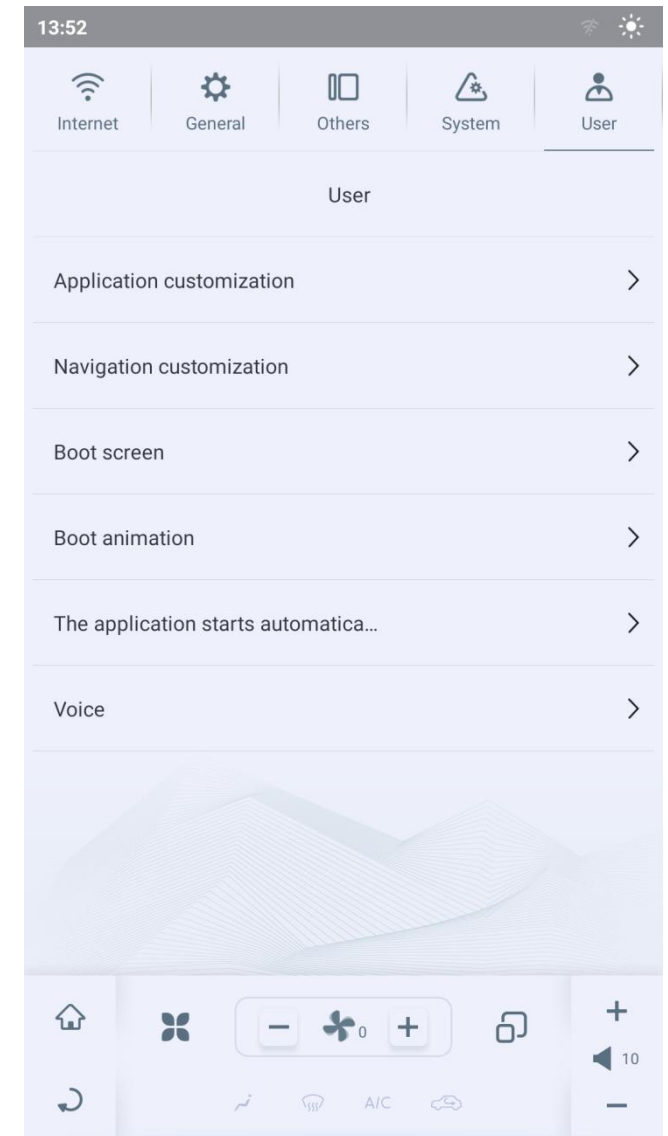 13:52
Internet
General
Others
System
User
User
Application customization
Navigation customization
Boot screen
Boot animation
The application starts automatica...
Voice
0
10
A/C